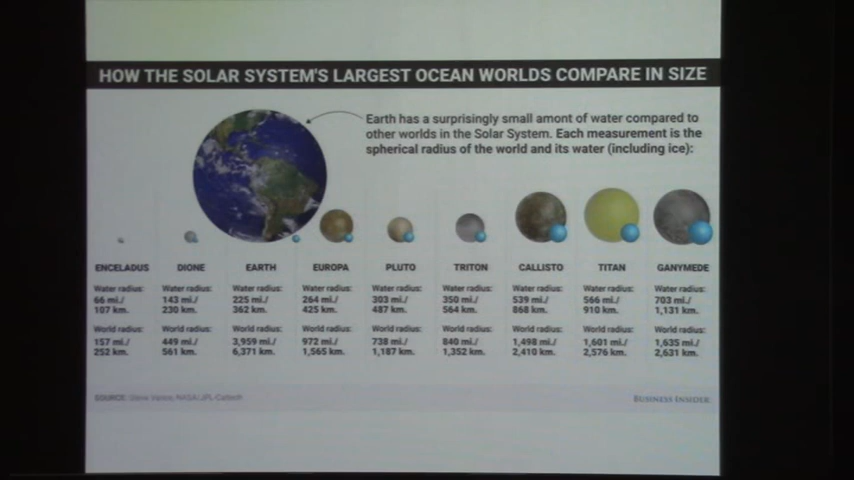 HOW THE SOLAR SYSTEM'S LARGEST OCEAN WORLDS COMPARE IN SIZE
Earth has a surprisingly small amont of water compared to
other worlds in the Solar System. Each measurement is the
spherical radius of the world and its water (including ice):
ENCELADUS DIONE EARTH EUROPA PLUTO TRITON CALLISTO TITAN GANYMEDE
Water radius: Water radius: Water radius: Water radius: Water radius: Water radius: Water radius: Water radius: Water radius:
66 mi./ 143 mi./ 225 mi./ 264 mi./ 303 mi./ 350 mi./ 539 mi./ 566 mi./ 703 mi./
107 km. 230 km. 362 km. 425 km. 487 km. 564 km. 868 km. 910 km. 1,131 km.
World radius: World radius: World radius: World radius: World radius: World radius: World radius: World radius: World radius:
157 mi./ 449 mi./ 3,959 mi./ 972 mi./ 738 mi./ 840 mi./ 1,498 mi./ 1,601 mi./ 1,635 mi./
252 km. 561 km. 6,371 km. 1,565 km. 1,187 km. 1,352 km. 2,410 km. 2,576 km. 2,631 km.
SOURCE: Steve Vance, NASA/JPL-Caltech BUSINESS INSIDER